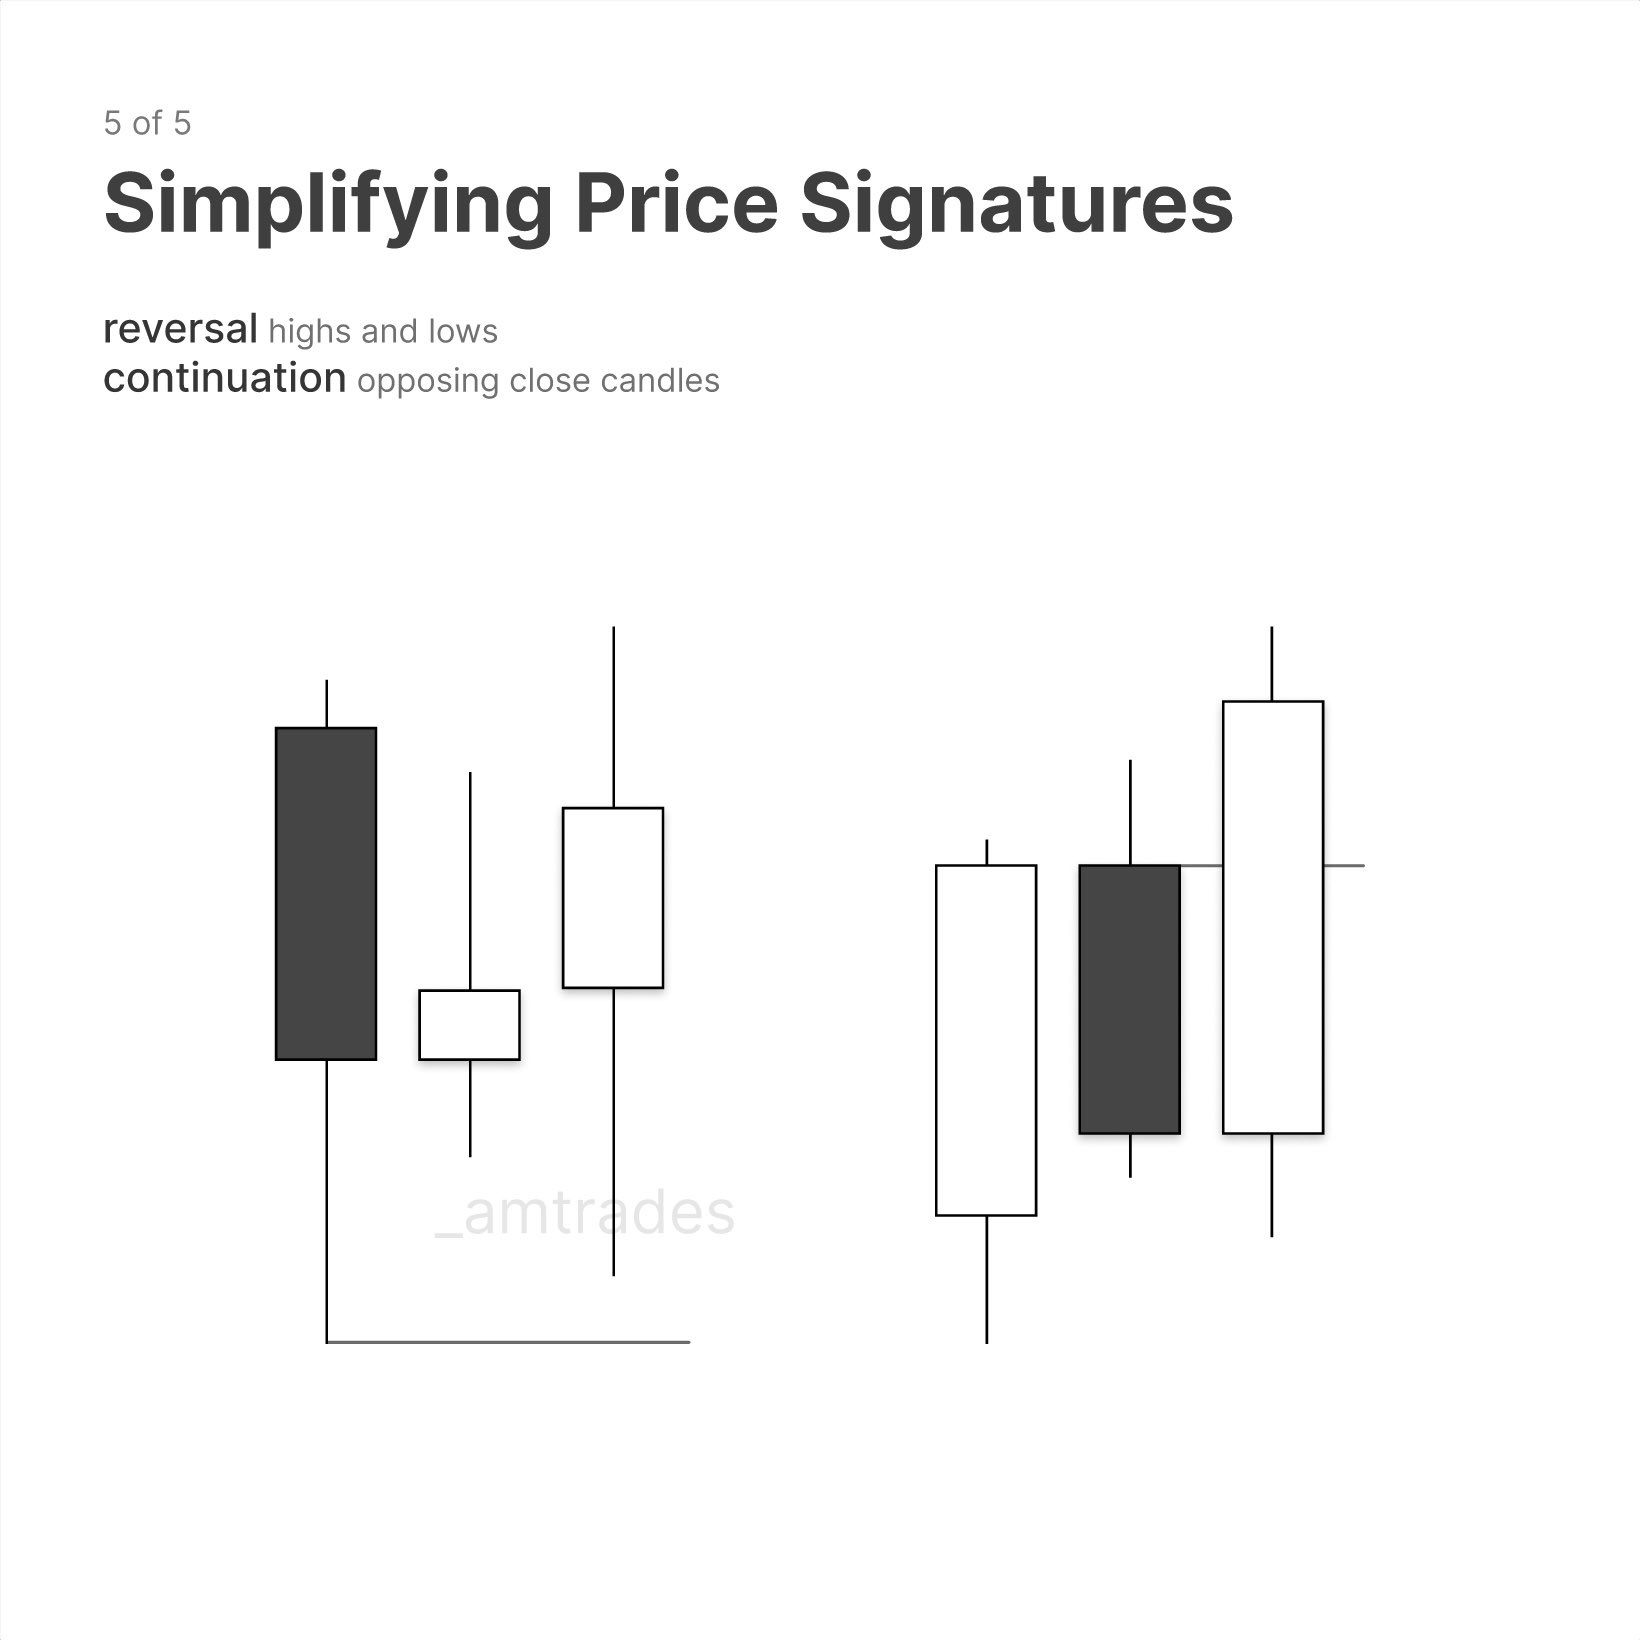 5 of 5
Simplifying Price Signatures
reversal highs and lows
continuation opposing close candles
_amtrades